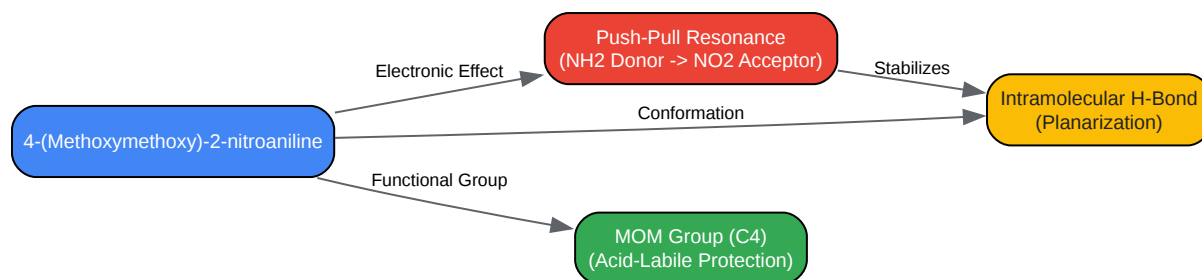 Push-Pull Resonance
(NH2 Donor -> NO2 Acceptor)
Electronic Effect
Stabilizes
Intramolecular H-Bond
(Planarization)
Conformation
4-(Methoxymethoxy)-2-nitroaniline
Functional Group
MOM Group (C4)
(Acid-Labile Protection)